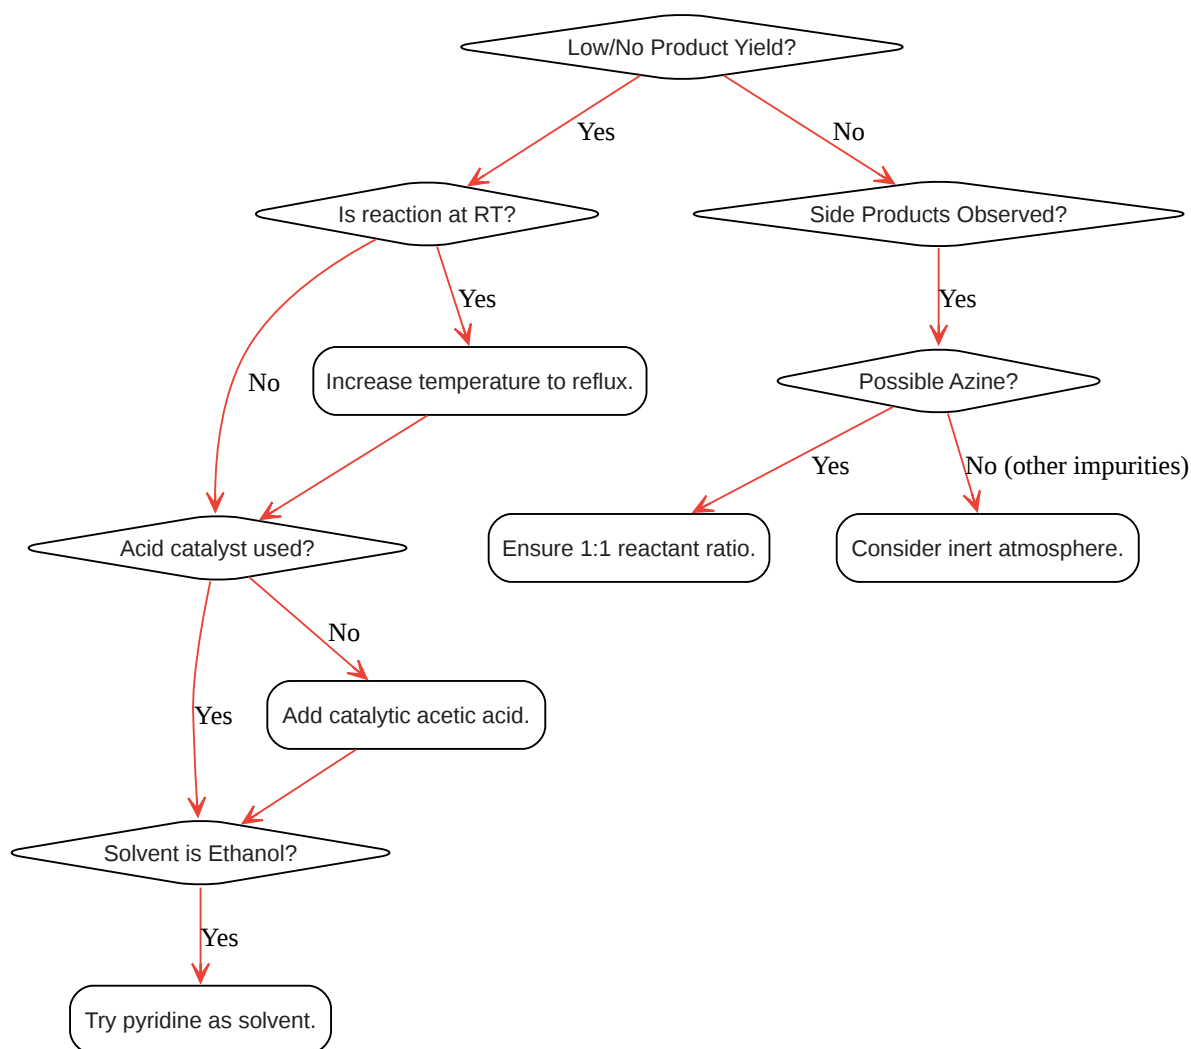 Low/No Product Yield?
Yes
No
Is reaction at RT?
Side Products Observed?
Yes
Yes
No
Increase temperature to reflux.
Possible Azine?
Yes
No (other impurities)
Acid catalyst used?
Ensure 1:1 reactant ratio.
Consider inert atmosphere.
No
Yes
Add catalytic acetic acid.
Solvent is Ethanol?
Yes
Try pyridine as solvent.